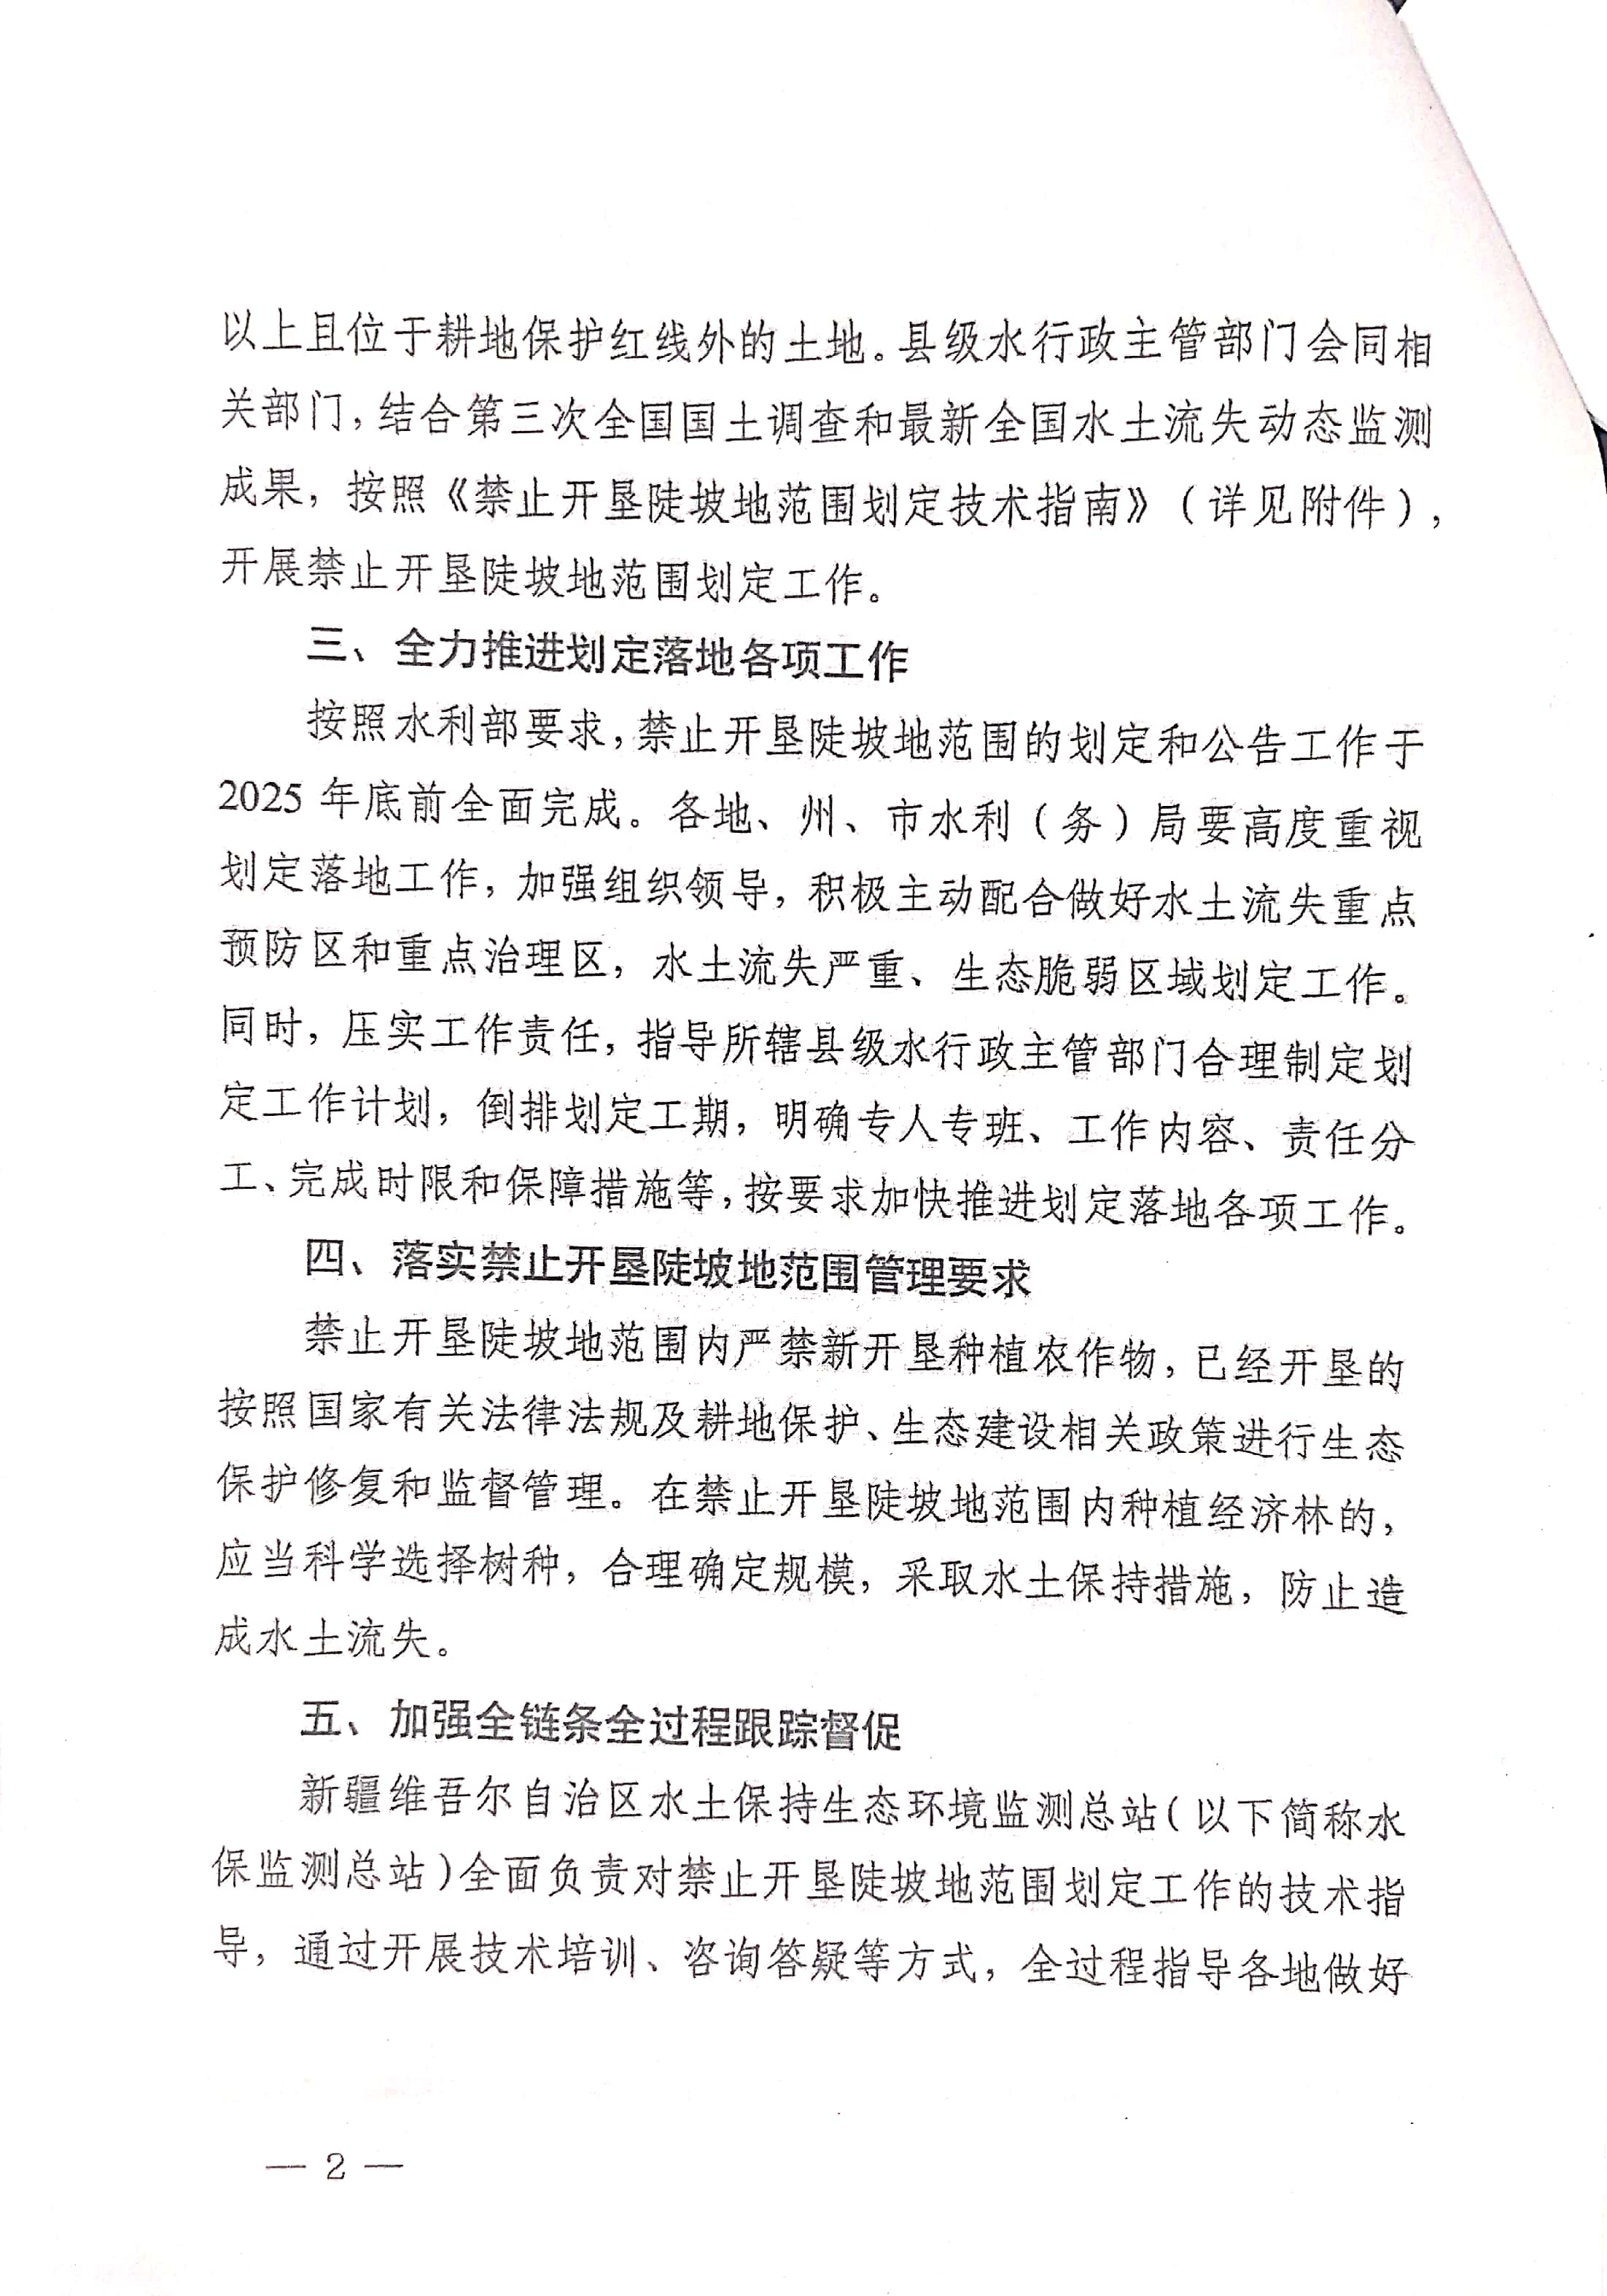 以上且位于耕地保护红线外的土地。县级水行政主管部门会同相
关部门，结合第三次全国国土调查和最新全国水土流失动态监测
成果，按照《禁止开垦陡坡地范围划定技术指南》（详见附件），
开展禁止开垦陡坡地范围划定工作。
三、全力推进划定落地各项工作
按照水利部要求，禁止开垦陡坡地范围的划定和公告工作于
2025 年底前全面完成。各地、州、市水利（务）局要高度重视
划定落地工作，加强组织领导，积极主动配合做好水土流失重点
预防区和重点治理区，水土流失严重、生态脆弱区域划定工作。
同时，压实工作责任，指导所辖县级水行政主管部门合理制定划
定工作计划，倒排划定工期，明确专人专班、工作内容、责任分
工、完成时限和保障措施等，按要求加快推进划定落地各项工作。
四、落实禁止开垦陡坡地范围管理要求
禁止开垦陡坡地范围内严禁新开垦种植农作物，已经开垦的
按照国家有关法律法规及耕地保护、生态建设相关政策进行生态
保护修复和监督管理。在禁止开垦陡坡地范围内种植经济林的，
应当科学选择树种，合理确定规模，采取水土保持措施，防止造
成水土流失。
五、加强全链条全过程跟踪督促
新疆维吾尔自治区水土保持生态环境监测总站（以下简称水
保监测总站）全面负责对禁止开垦陡坡地范围划定工作的技术指
导，通过开展技术培训、咨询答疑等方式，全过程指导各地做好
— 2 —